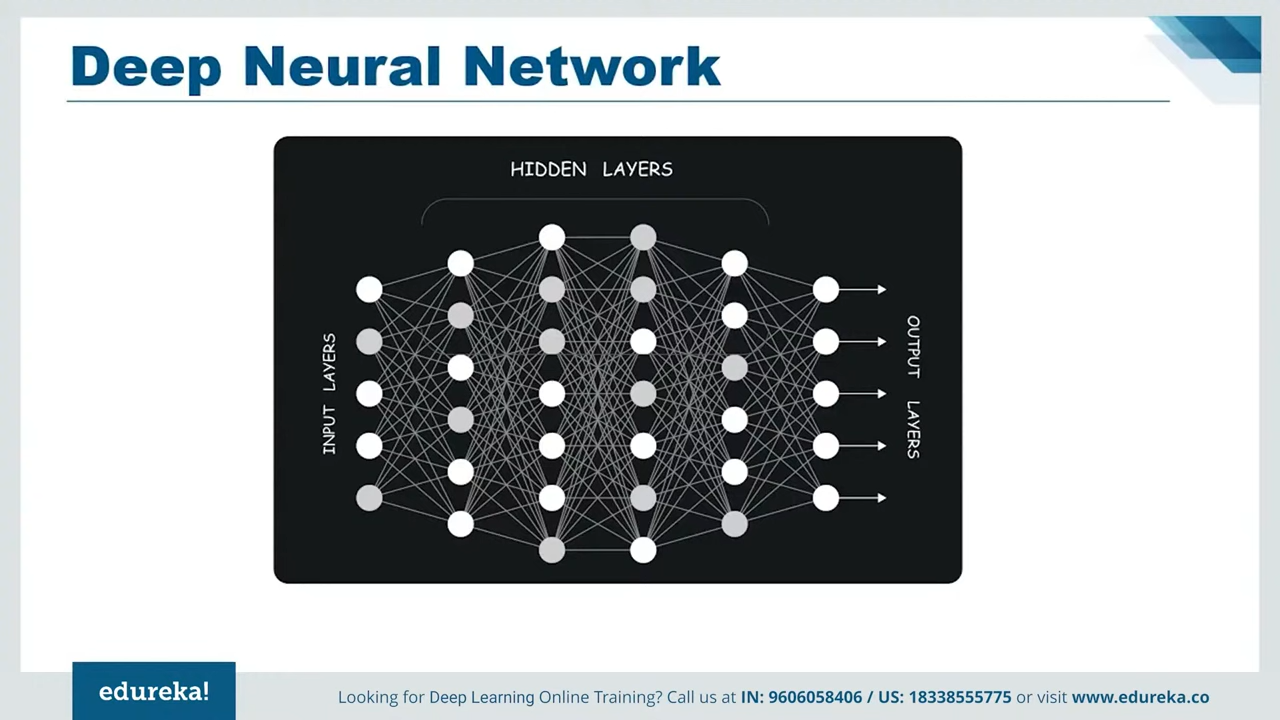 Deep Neural Network
HIDDEN LAYERS
INPUT LAYERS
OUTPUT LAYERS
edureka!
Looking for Deep Learning Online Training? Call us at IN: 9606058406 / US: 18338555775 or visit www.edureka.co